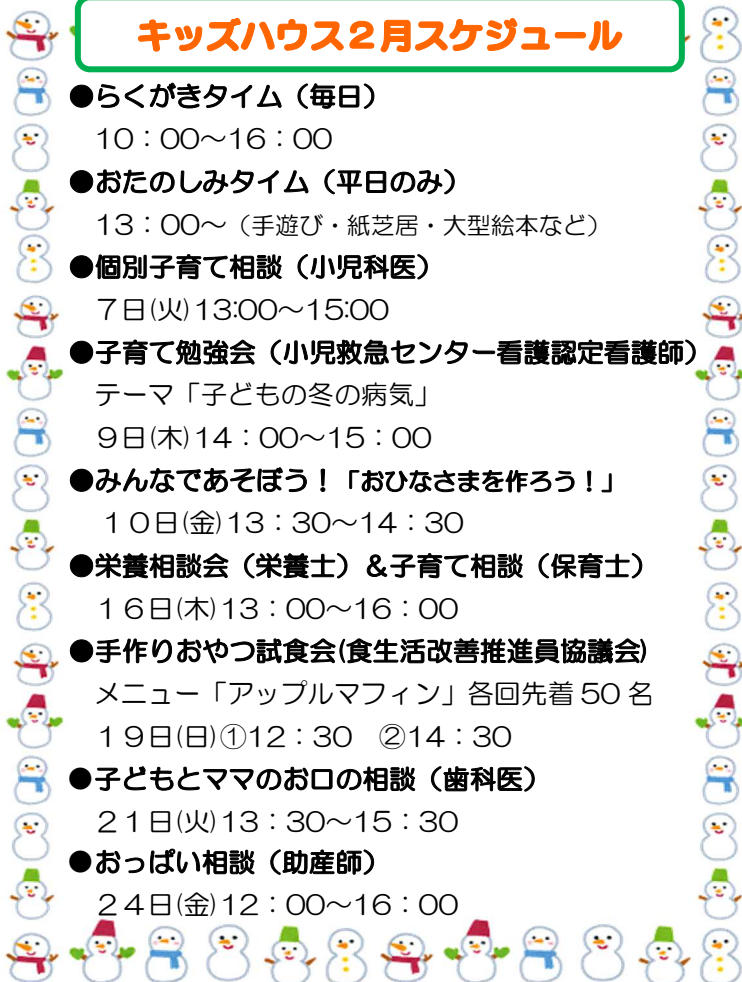 キッズハウス２月スケジュール
●らくがきタイム（毎日）
10：00～16：00
●おたのしみタイム（平日のみ）
13：00～（手遊び・紙芝居・大型絵本など）
●個別子育て相談（小児科医）
７日(火)13:00～15:00
●子育て勉強会（小児救急センター看護認定看護師）
テーマ「子どもの冬の病気」
９日(木)14：00～15：00
●みんなであそぼう！「おひなさまを作ろう！」
１０日(金)13：30～14：30
●栄養相談会（栄養士）＆子育て相談（保育士）
１６日(木)13：00～16：00
●手作りおやつ試食会(食生活改善推進員協議会)
メニュー「アップルマフィン」各回先着 50 名
１９日(日)①12：30　②14：30
●子どもとママのお口の相談（歯科医）
２１日(火)13：30～15：30
●おっぱい相談（助産師）
２４日(金)12：00～16：00